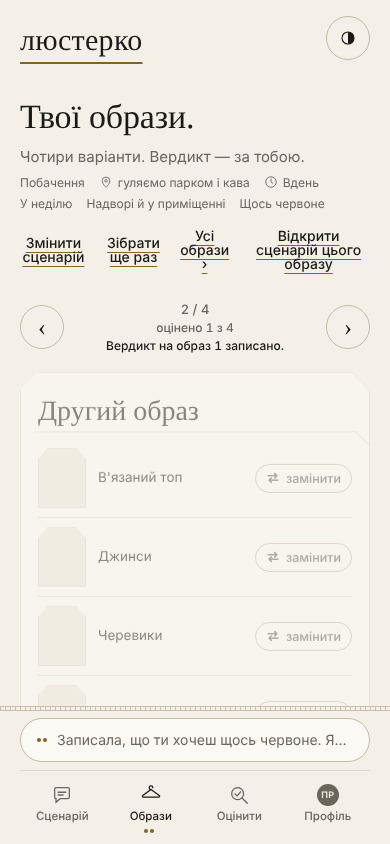 люстерко
Твої образи.
Чотири варіанти. Вердикт — за тобою.
Побачення гуляємо парком і кава Вдень
У неділю Надворі й у приміщенні Щось червоне
Змінити сценарій
Зібрати ще раз
Усі образи ›
Відкрити сценарій цього образу
‹
2 / 4
оцінено 1 з 4
Вердикт на образ 1 записано.
›
Другий образ
В'язаний топ замінити
Джинси замінити
Черевики замінити
Записала, що ти хочеш щось червоне. Я...
Сценарій Образи Оцінити ПР Профіль